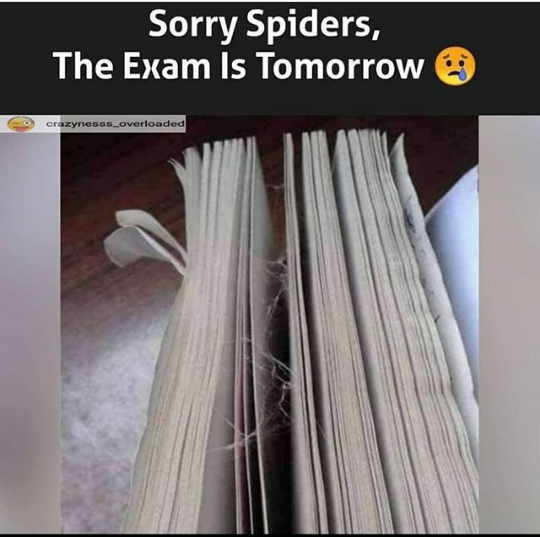 Sorry Spiders,
The Exam Is Tomorrow 😢
crazynesss_overloaded